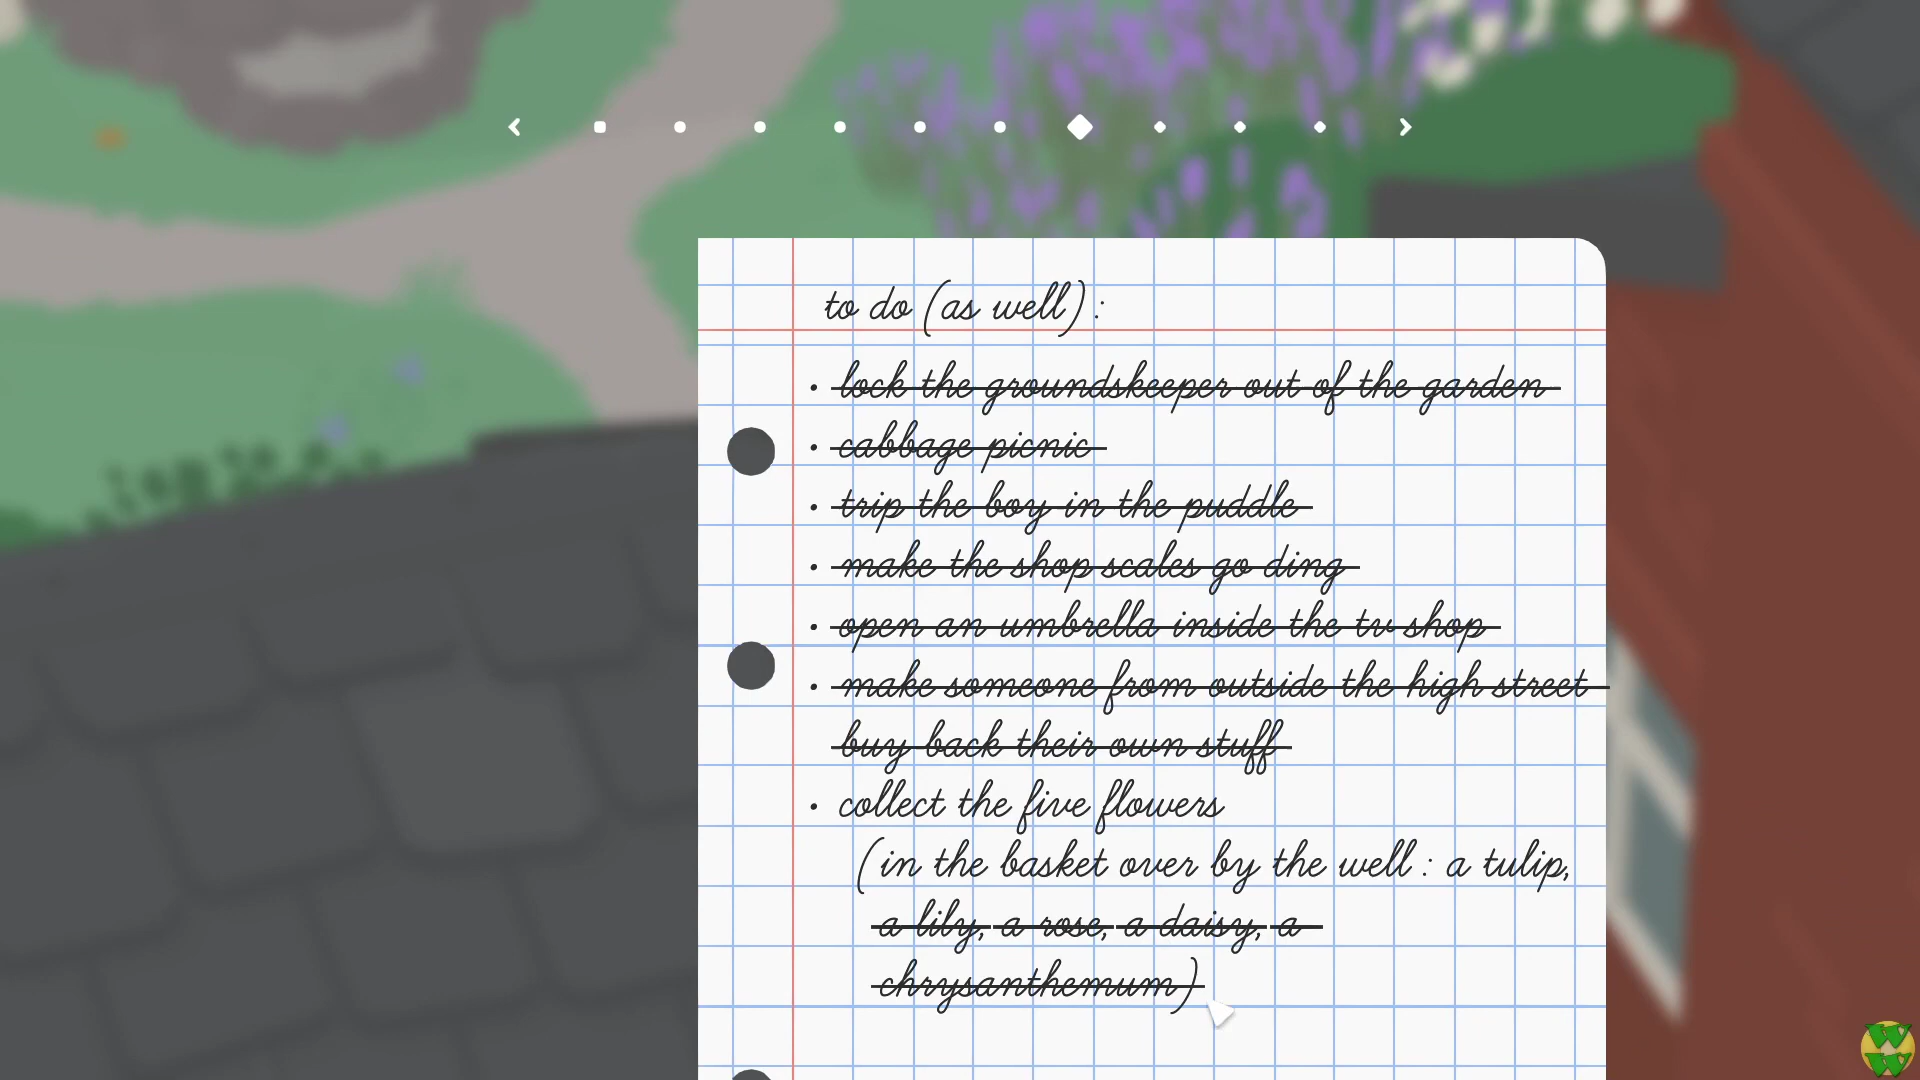 to do (as well):
• lock the groundskeeper out of the garden
• cabbage picnic
• trip the boy in the puddle
• make the shop scales go ding
• open an umbrella inside the tv shop
• make someone from outside the high street
buy back their own stuff
• collect the five flowers
(in the basket over by the well: a tulip,
a lily, a rose, a daisy, a
chrysanthemum)
W
W